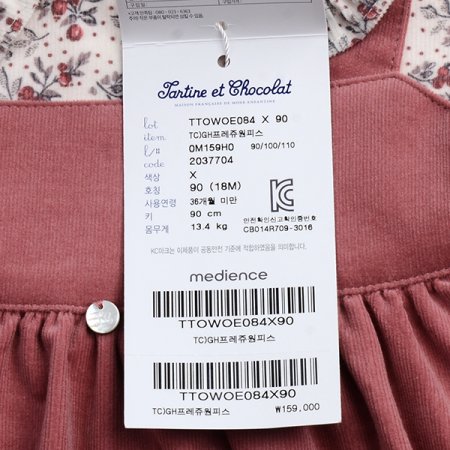 Tartine et Chocolat
MAISON FRANÇAISE DE MODE ENFANTINE
lot TTOWOE084 X 90
item TC)GH프레쥬원피스
l/# 0M159H0 90/100/110
code 2037704
색상 X
호칭 90 (18M)
사용연령 36개월 미만
키 90 cm
몸무게 13.4 kg
안전확인신고확인증번호
CB014R709-3016
KC마크는 이제품이 공통안전 기준에 적합하였음을 의미합니다.
medience
TTOWOE084X90
TC)GH프레쥬원피스
TTOWOE084X90
TC)GH프레쥬원피스
₩159,000